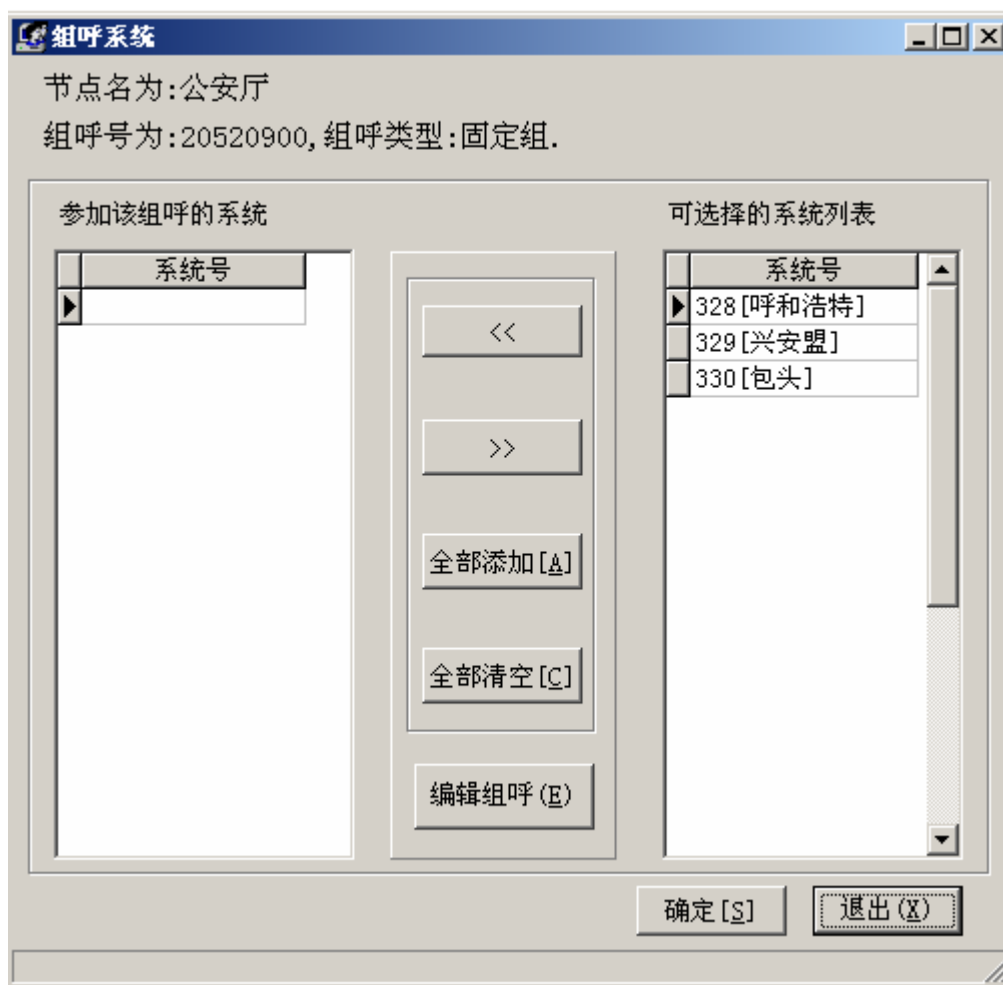 组呼系统
节点名为:公安厅
组呼号为:20520900,组呼类型:固定组.
参加该组呼的系统
可选择的系统列表
系统号
系统号
328[呼和浩特]
329[兴安盟]
330[包头]
<<
>>
全部添加[A]
全部清空[C]
编辑组呼(E)
确定[S]
退出(X)